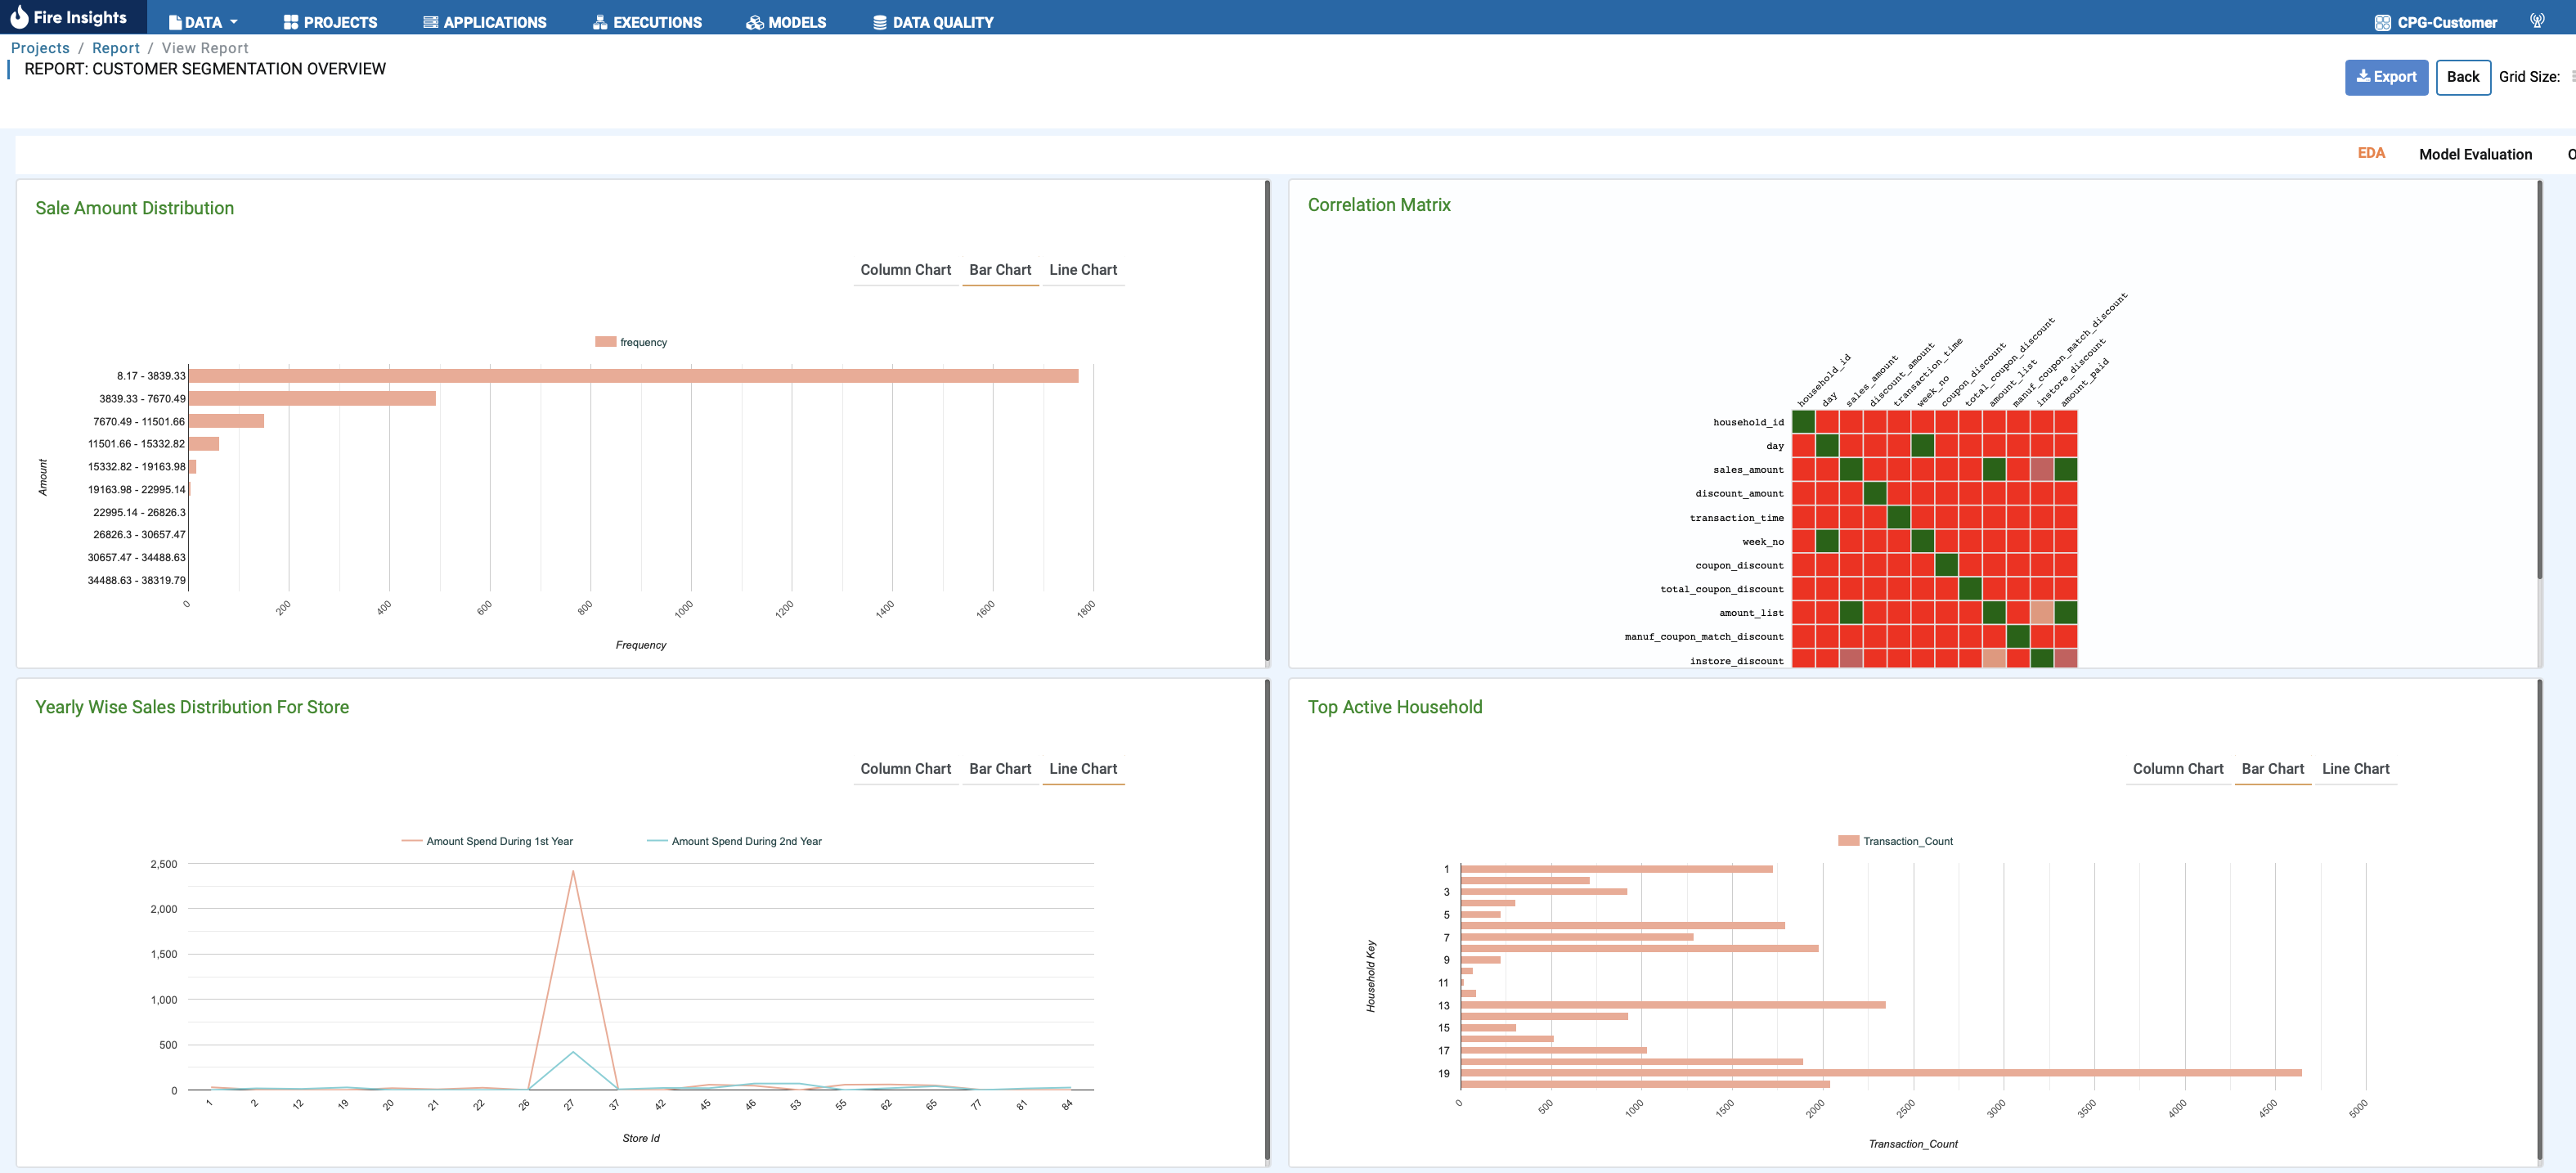 Fire Insights
DATA
PROJECTS
APPLICATIONS
EXECUTIONS
MODELS
DATA QUALITY
CPG-Customer
Projects / Report / View Report
REPORT: CUSTOMER SEGMENTATION OVERVIEW
Export
Back
Grid Size:
EDA
Model Evaluation
Sale Amount Distribution
Column Chart
Bar Chart
Line Chart
frequency
Amount
8.17 - 3839.33
3839.33 - 7670.49
7670.49 - 11501.66
11501.66 - 15332.82
15332.82 - 19163.98
19163.98 - 22995.14
22995.14 - 26826.3
26826.3 - 30657.47
30657.47 - 34488.63
34488.63 - 38319.79
0
200
400
600
800
1000
1200
1400
1600
1800
Frequency
Correlation Matrix
household_id
day
sales_amount
discount_amount
transaction_time
week_no
coupon_discount
total_coupon_discount
amount_list
manuf_coupon_match_discount
instore_discount
amount_paid
household_id
day
sales_amount
discount_amount
transaction_time
week_no
coupon_discount
total_coupon_discount
amount_list
manuf_coupon_match_discount
instore_discount
Yearly Wise Sales Distribution For Store
Column Chart
Bar Chart
Line Chart
Amount Spend During 1st Year
Amount Spend During 2nd Year
2,500
2,000
1,500
1,000
500
0
1
2
12
19
20
21
22
26
27
37
42
45
46
53
55
62
65
77
81
84
Store Id
Top Active Household
Column Chart
Bar Chart
Line Chart
Transaction_Count
Household Key
1
3
5
7
9
11
13
15
17
19
0
500
1000
1500
2000
2500
3000
3500
4000
4500
5000
Transaction_Count